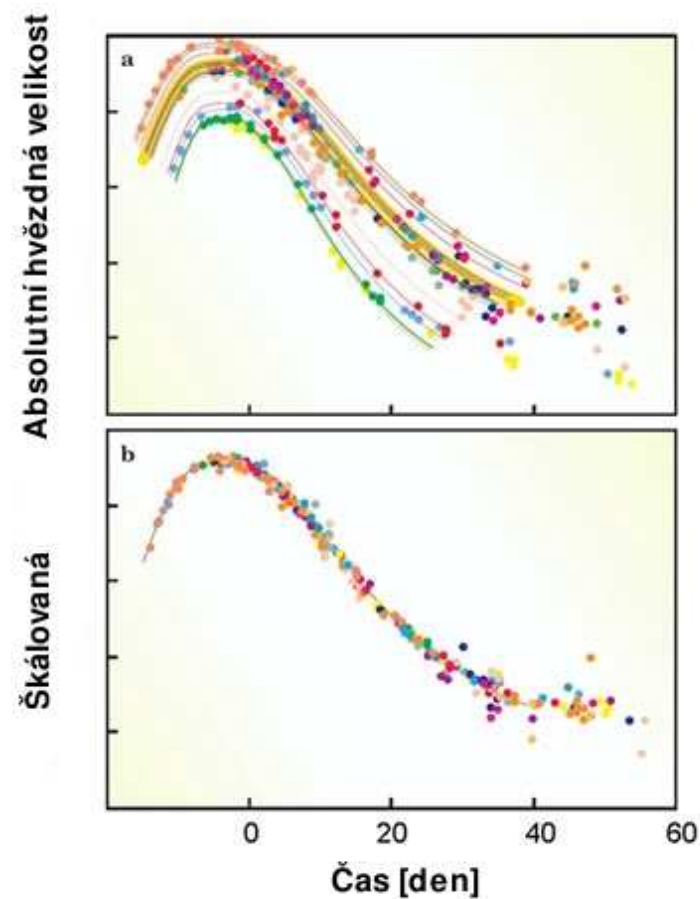 Absolutní hvězdná velikost
a
Škálovaná
b
0 20 40 60
Čas [den]